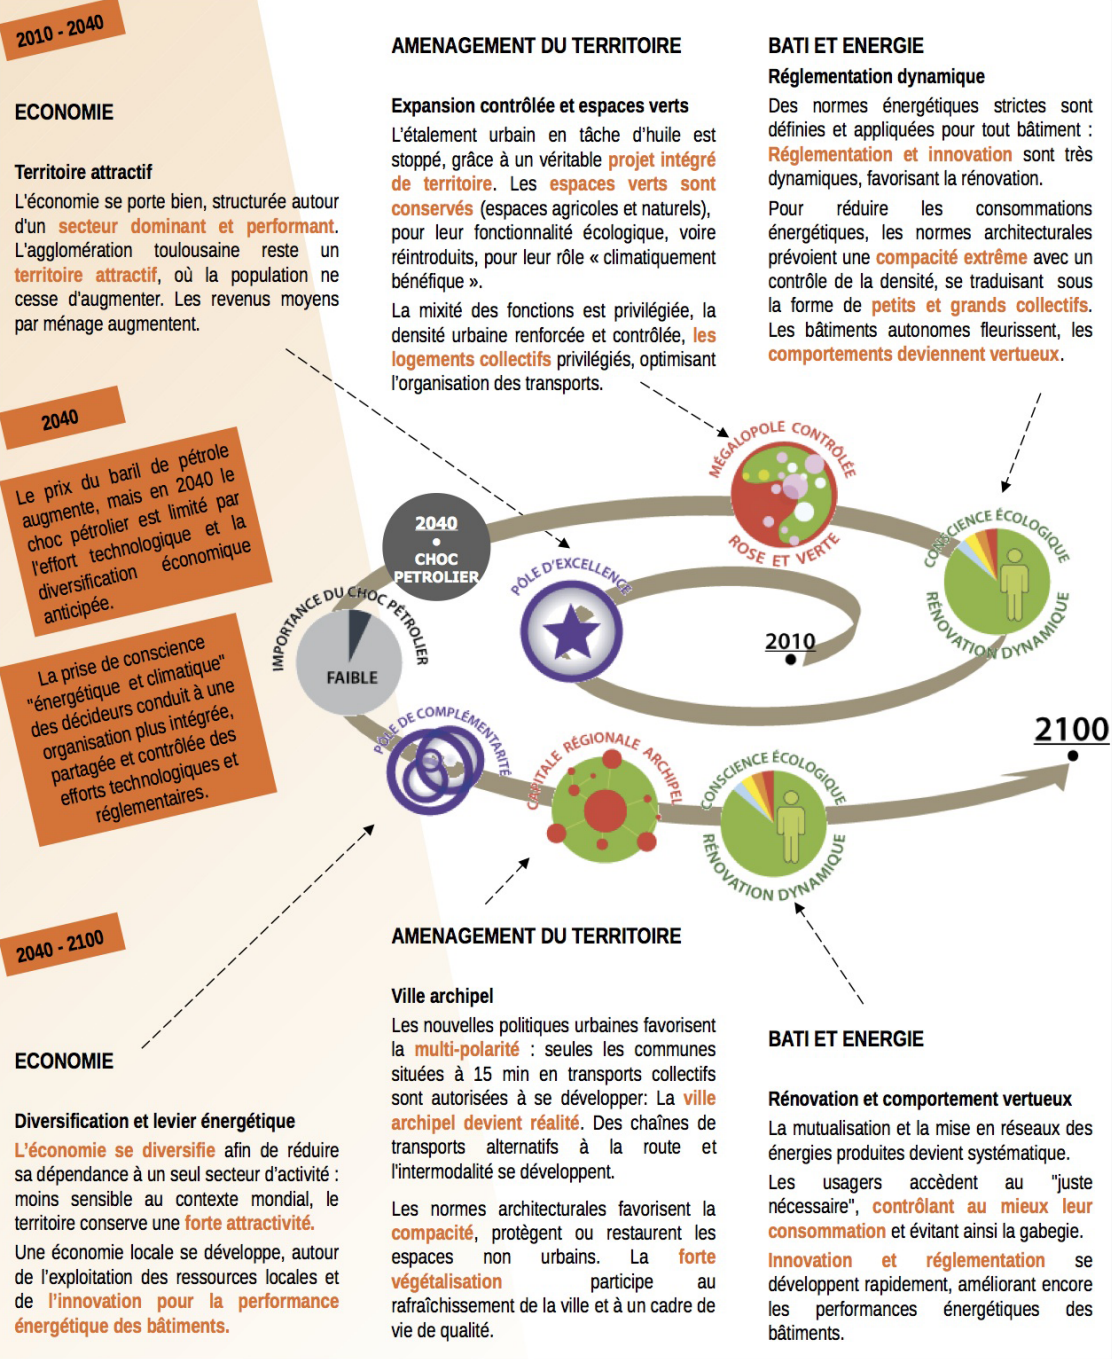 2010 - 2040
ECONOMIE
Territoire attractif
L'économie se porte bien, structurée autour
d'un secteur dominant et performant.
L'agglomération toulousaine reste un
territoire attractif, où la population ne
cesse d'augmenter. Les revenus moyens
par ménage augmentent.
AMENAGEMENT DU TERRITOIRE
Expansion contrôlée et espaces verts
L'étalement urbain en tâche d'huile est
stoppé, grâce à un véritable projet intégré
de territoire. Les espaces verts sont
conservés (espaces agricoles et naturels),
pour leur fonctionnalité écologique, voire
réintroduits, pour leur rôle « climatiquement
bénéfique ».
La mixité des fonctions est privilégiée, la
densité urbaine renforcée et contrôlée, les
logements collectifs privilégiés, optimisant
l'organisation des transports.
BATI ET ENERGIE
Réglementation dynamique
Des normes énergétiques strictes sont
définies et appliquées pour tout bâtiment :
Réglementation et innovation sont très
dynamiques, favorisant la rénovation.
Pour réduire les consommations
énergétiques, les normes architecturales
prévoient une compacité extrême avec un
contrôle de la densité, se traduisant sous
la forme de petits et grands collectifs.
Les bâtiments autonomes fleurissent, les
comportements deviennent vertueux.
2040
Le prix du baril de pétrole
augmente, mais en 2040 le
choc pétrolier est limité par
l'effort technologique et la
diversification économique
anticipée.
La prise de conscience
"énergétique et climatique"
des décideurs conduit à une
organisation plus intégrée,
partagée et contrôlée des
efforts technologiques et
réglementaires.
MÉGALOPOLE CONTRÔLÉE
ROSE ET VERTE
CONSCIENCE ÉCOLOGIQUE
RÉNOVATION DYNAMIQUE
2040
CHOC
PETROLIER
PÔLE D'EXCELLENCE
2010
IMPORTANCE DU CHOC PÉTROLIER
FAIBLE
PÔLE DE COMPLÉMENTARITÉ
CAPITALE RÉGIONALE ARCHIPEL
CONSCIENCE ÉCOLOGIQUE
RÉNOVATION DYNAMIQUE
2100
2040 - 2100
ECONOMIE
Diversification et levier énergétique
L'économie se diversifie afin de réduire
sa dépendance à un seul secteur d'activité :
moins sensible au contexte mondial, le
territoire conserve une forte attractivité.
Une économie locale se développe, autour
de l'exploitation des ressources locales et
de l'innovation pour la performance
énergétique des bâtiments.
AMENAGEMENT DU TERRITOIRE
Ville archipel
Les nouvelles politiques urbaines favorisent
la multi-polarité : seules les communes
situées à 15 min en transports collectifs
sont autorisées à se développer: La ville
archipel devient réalité. Des chaînes de
transports alternatifs à la route et
l'intermodalité se développent.
Les normes architecturales favorisent la
compacité, protègent ou restaurent les
espaces non urbains. La forte
végétalisation participe au
rafraîchissement de la ville et à un cadre de
vie de qualité.
BATI ET ENERGIE
Rénovation et comportement vertueux
La mutualisation et la mise en réseaux des
énergies produites devient systématique.
Les usagers accèdent au "juste
nécessaire", contrôlant au mieux leur
consommation et évitant ainsi la gabegie.
Innovation et réglementation se
développent rapidement, améliorant encore
les performances énergétiques des
bâtiments.